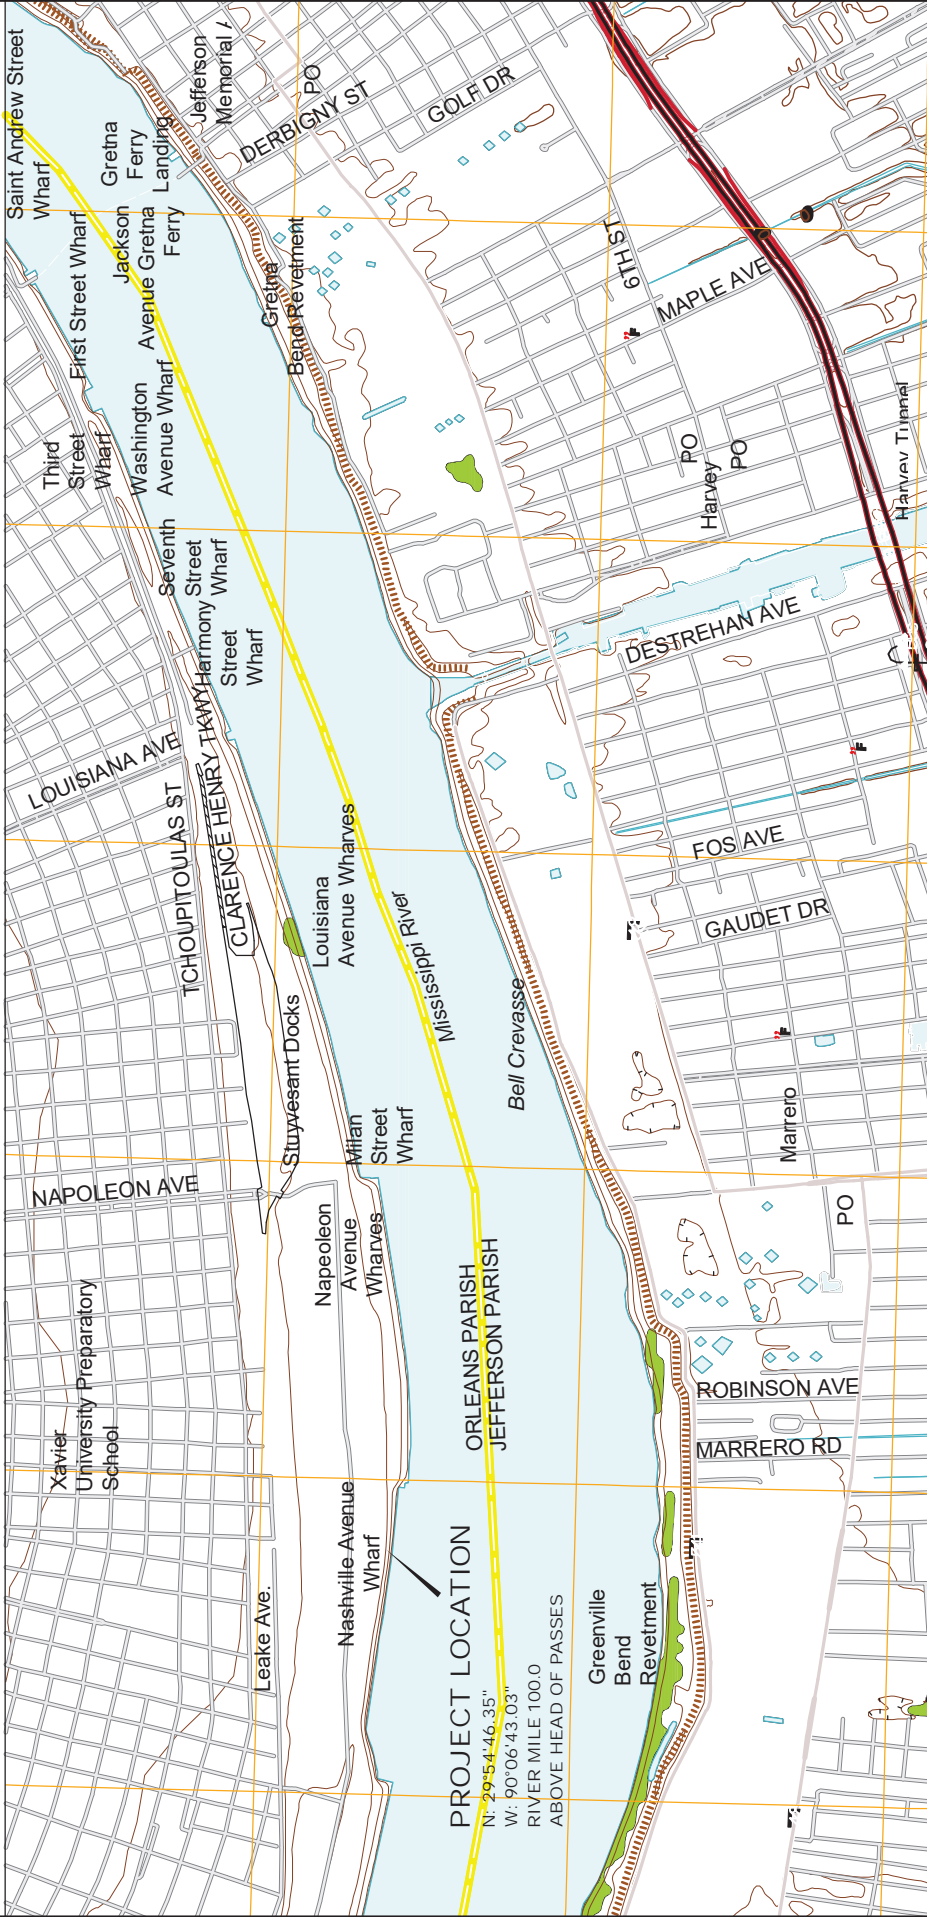 Saint Andrew Street
Wharf
First Street Wharf
Third
Street
Wharf
Washington
Avenue Wharf
Seventh
Street
Wharf
Harmony
Street
Wharf
Jackson
Avenue Gretna
Ferry
Gretna
Ferry
Landing
Jefferson
Memorial
PO
DERBIGNY ST
GOLF DR
Gretna
Bend Revetment
9TH ST
MAPLE AVE
PO
Harvey
PO
Harvey Tunnel
DESTREHAN AVE
LOUISIANA AVE
TCHOUPITOULAS ST
CLARENCE HENRY TKWY
Louisiana
Avenue Wharves
Mississippi River
Bell Crevasse
FOS AVE
GAUDET DR
Marrero
PO
Stuyvesant Docks
Milan
Street
Wharf
NAPOLEON AVE
Napeoleon
Avenue
Wharves
ORLEANS PARISH
JEFFERSON PARISH
ROBINSON AVE
MARRERO RD
Xavier
University Preparatory
School
Leake Ave.
Nashville Avenue
Wharf
PROJECT LOCATION
N: 29°54'46.35"
W: 90°06'43.03"
RIVER MILE 100.0
ABOVE HEAD OF PASSES
Greenville
Bend
Revetment